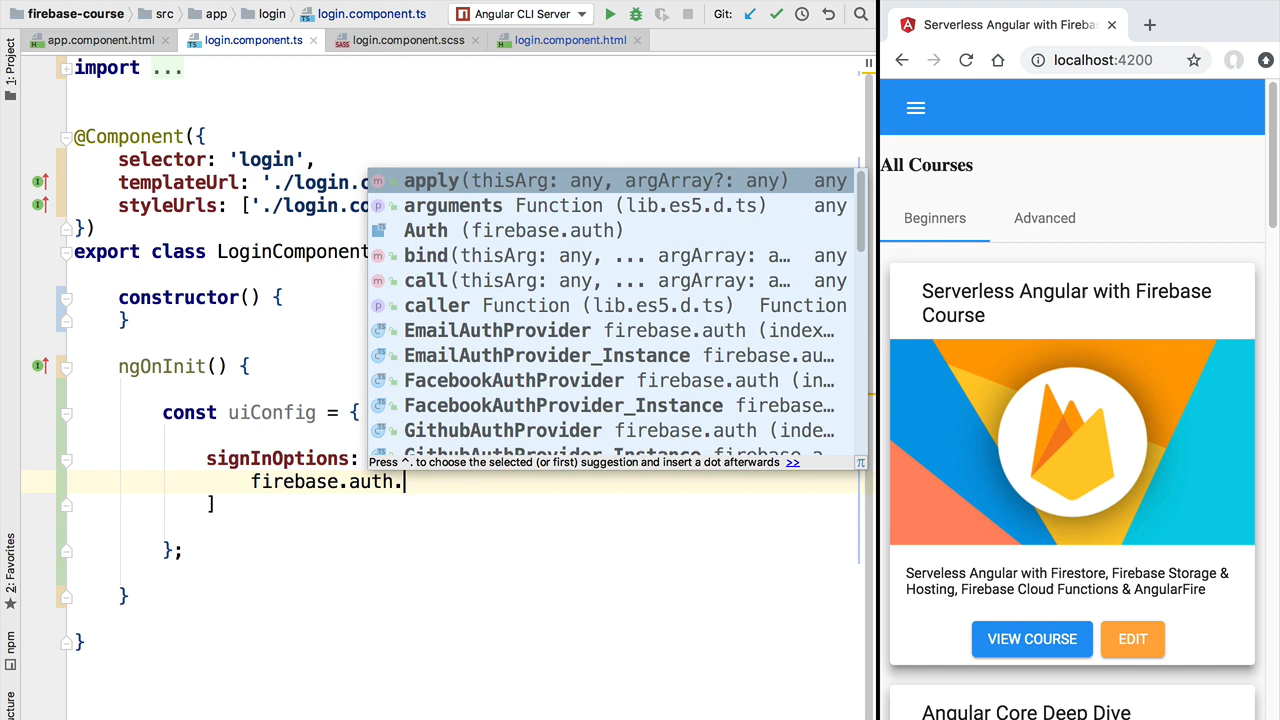 firebase-course src app login login.component.ts Angular CLI Server Git:
app.component.html login.component.ts login.component.scss login.component.html
1: Project
2: Favorites
npm
import ...
@Component({
selector: 'login',
templateUrl: './login.c
styleUrls: ['./login.co
})
export class LoginComponent
constructor() {
}
ngOnInit() {
const uiConfig = {
signInOptions:
firebase.auth.
]
};
}
}
apply(thisArg: any, argArray?: any) any
arguments Function (lib.es5.d.ts) any
Auth (firebase.auth)
bind(thisArg: any, ... argArray: a... any
call(thisArg: any, ... argArray: a... any
caller Function (lib.es5.d.ts) Function
EmailAuthProvider firebase.auth (index...
EmailAuthProvider_Instance firebase.au...
FacebookAuthProvider firebase.auth (in...
FacebookAuthProvider_Instance firebase...
GithubAuthProvider firebase.auth (inde...
Press ^. to choose the selected (or first) suggestion and insert a dot afterwards >>
π
Serverless Angular with Fireba
localhost:4200
All Courses
Beginners Advanced
Serverless Angular with Firebase
Course
Serveless Angular with Firestore, Firebase Storage &
Hosting, Firebase Cloud Functions & AngularFire
VIEW COURSE EDIT
Angular Core Deep Dive